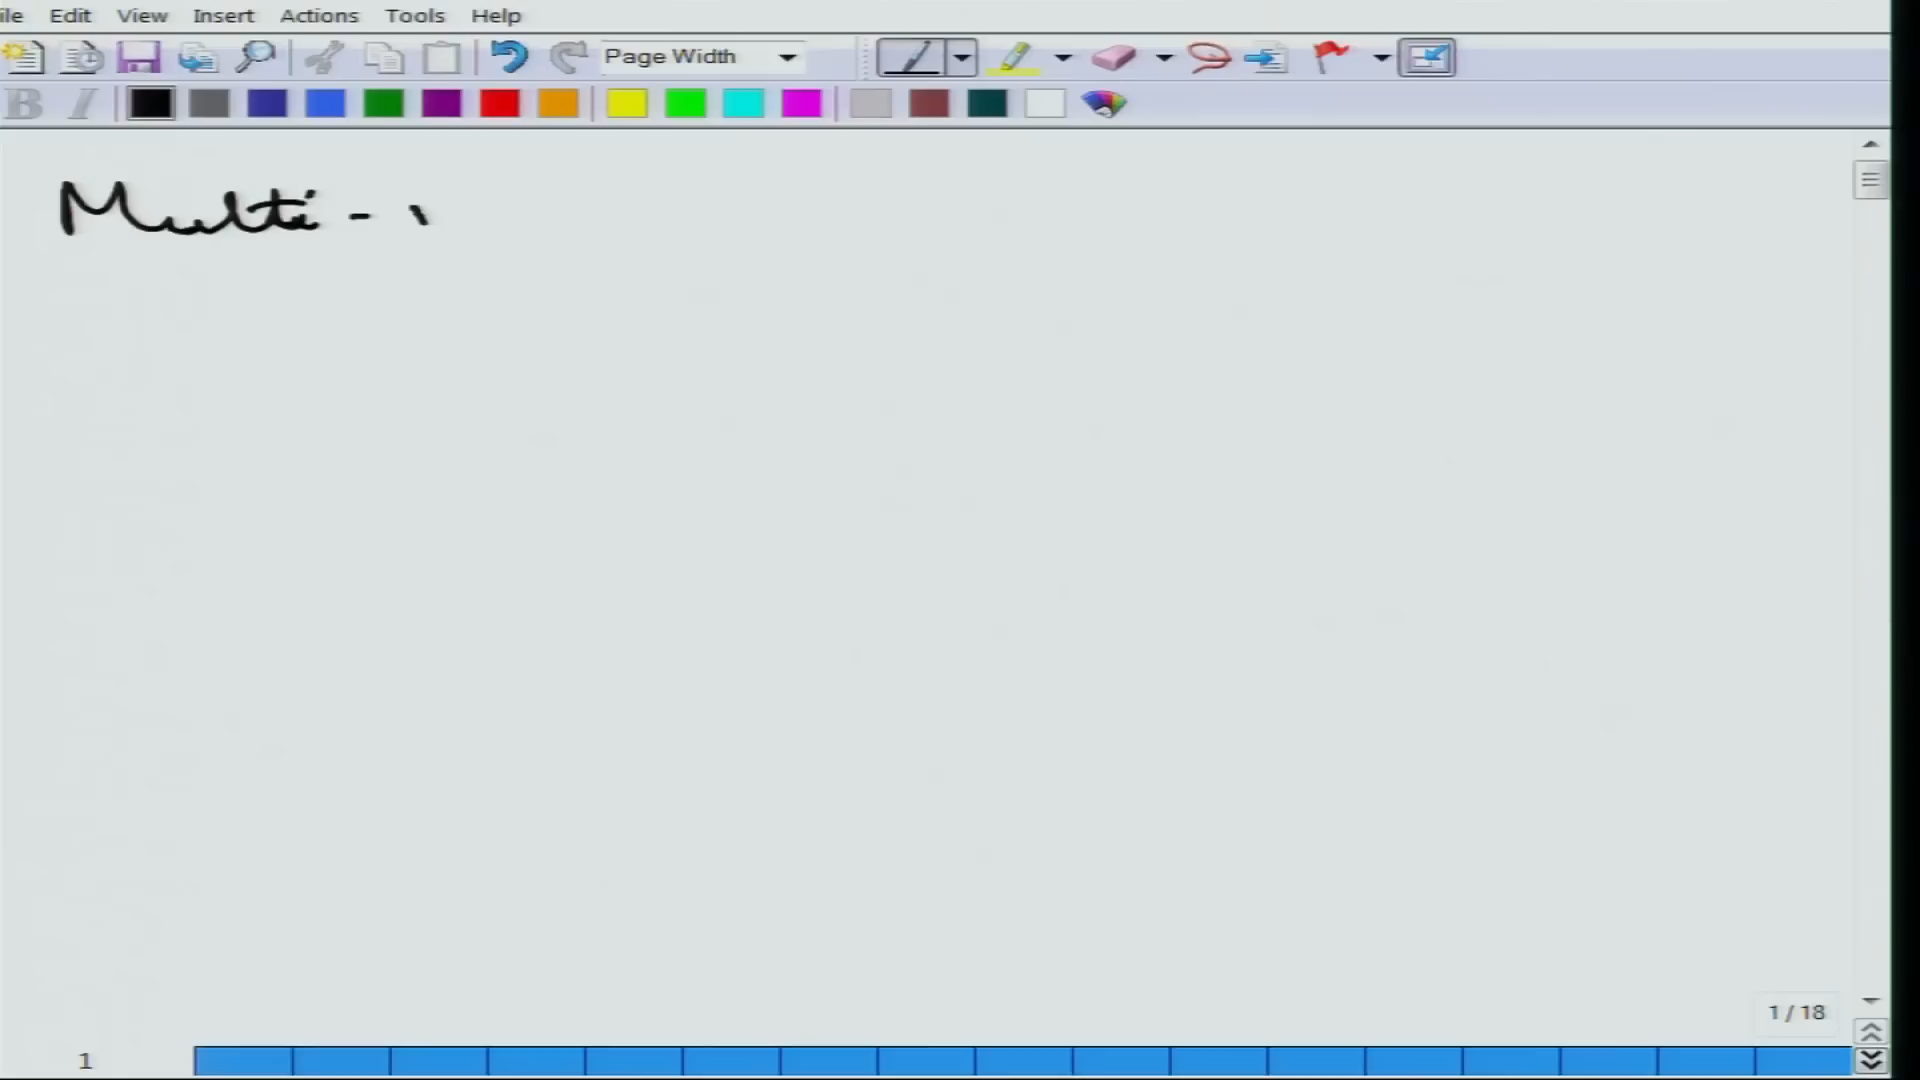 ile Edit View Insert Actions Tools Help
Page Width
B I
Multi -
1 / 18
1